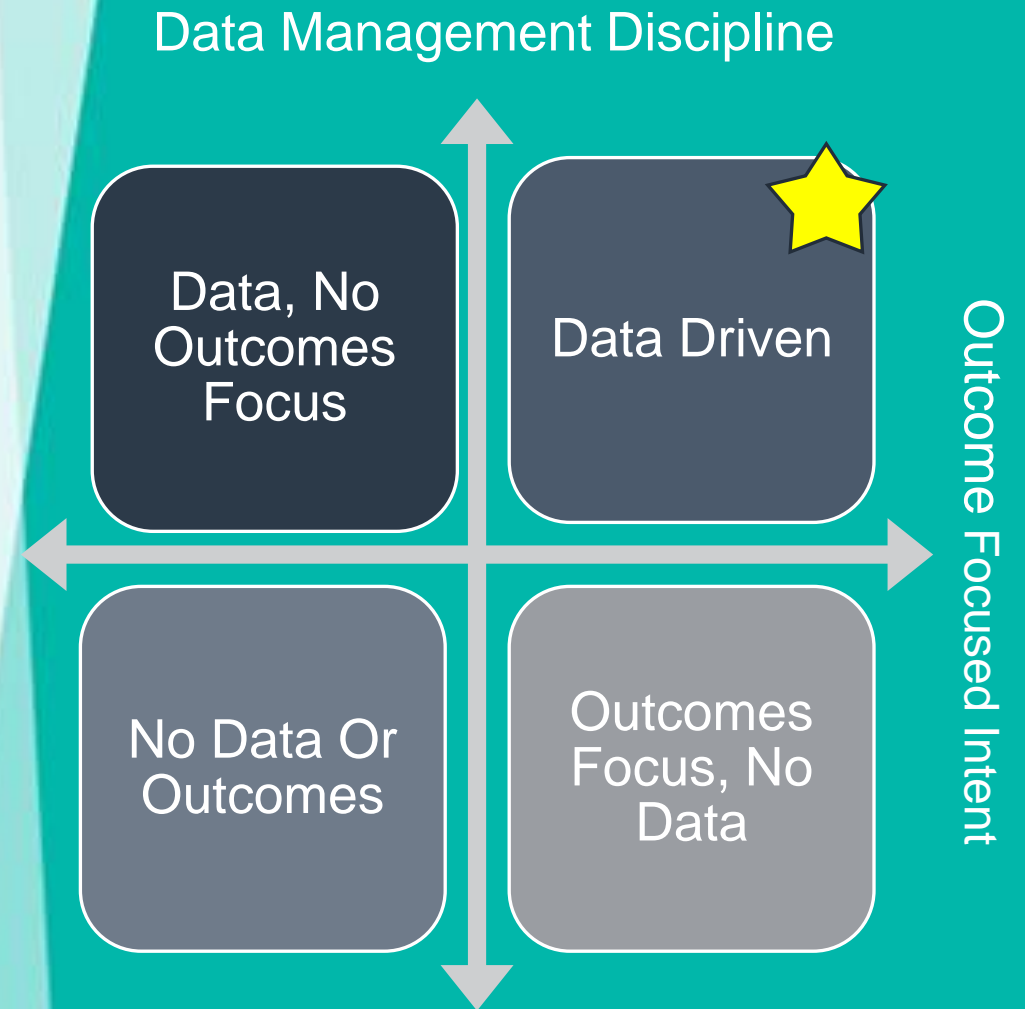 Data Management Discipline
Data, No
Outcomes
Focus
Data Driven
Outcome Focused Intent
No Data Or
Outcomes
Outcomes
Focus, No
Data